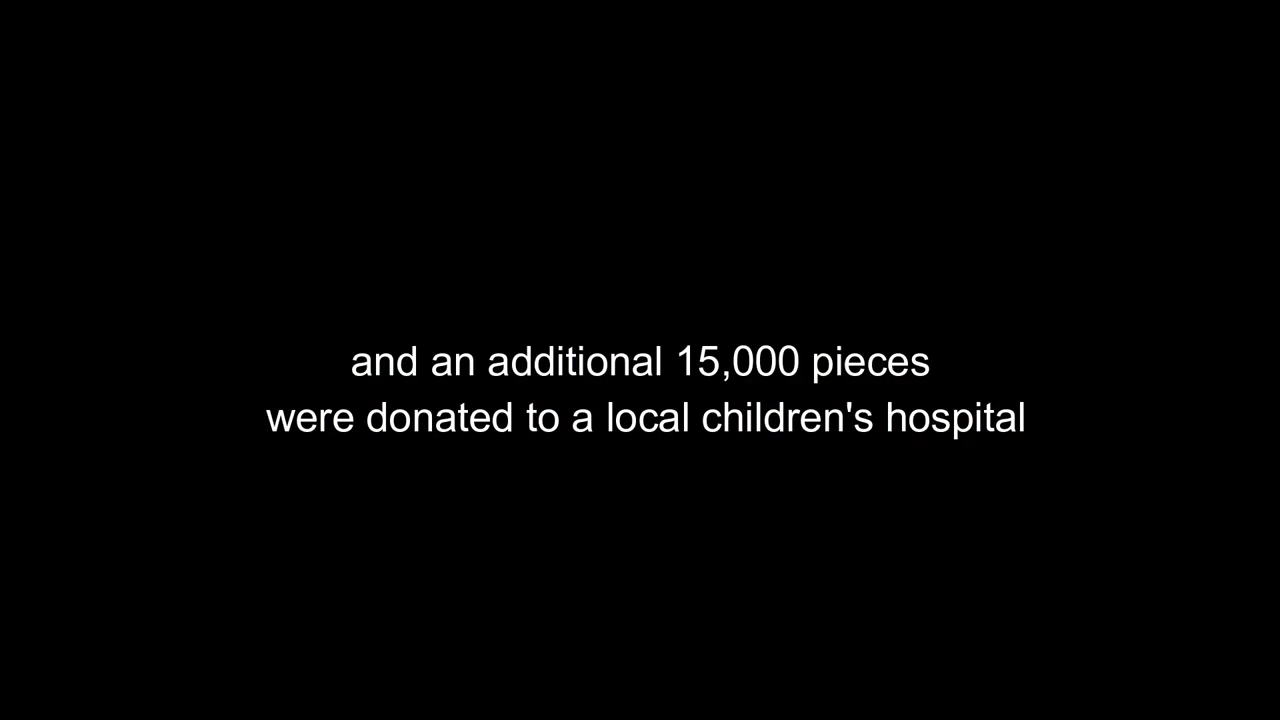 and an additional 15,000 pieces
were donated to a local children's hospital